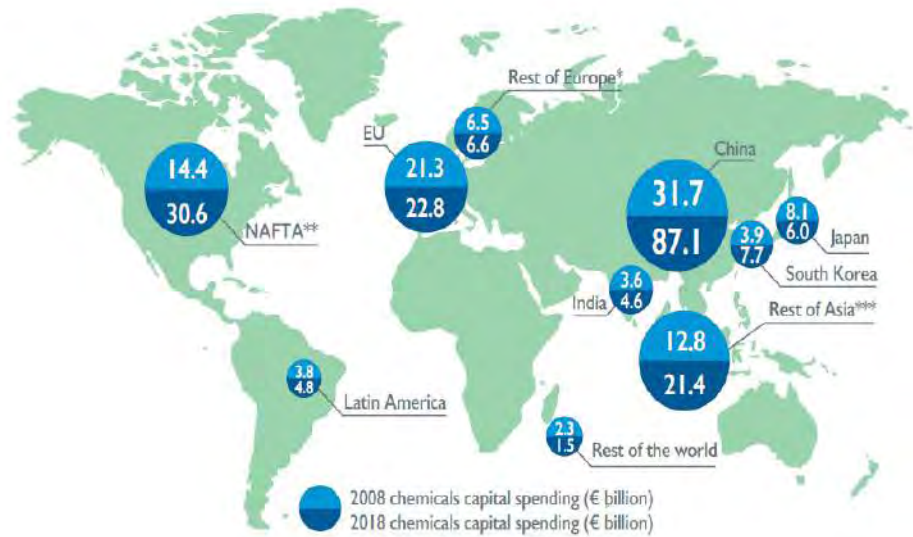 Rest of Europe*
6.5
6.6
EU
21.3
22.8
14.4
30.6
NAFTA**
China
31.7
87.1
8.1
6.0
Japan
3.9
7.7
South Korea
3.6
4.6
India
Rest of Asia***
12.8
21.4
3.8
4.8
Latin America
2.3
1.5
Rest of the world
2008 chemicals capital spending (€ billion)
2018 chemicals capital spending (€ billion)